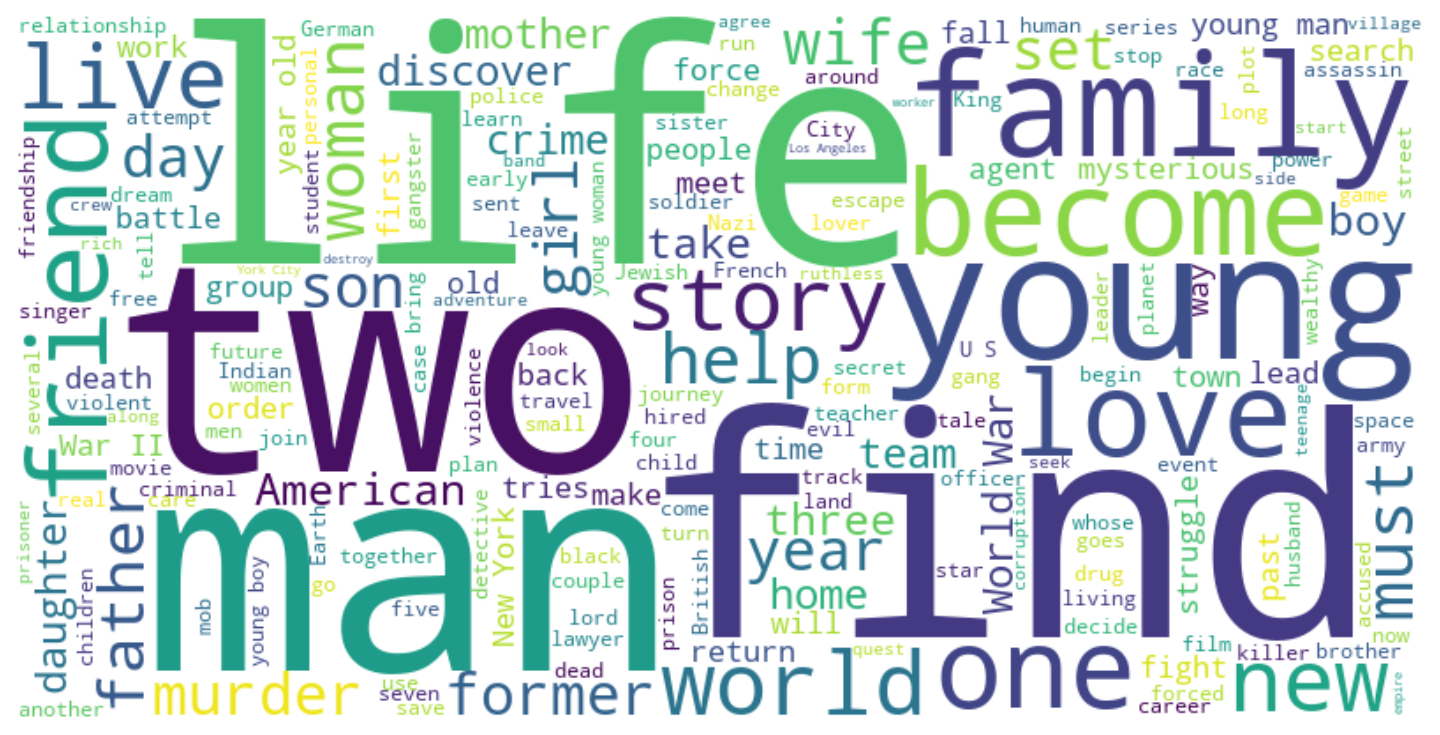 relationship
German
agree
human
series
young man
village
work
mother
wife
fall
run
set
stop
search
live
life
discover
force
around
family
race
plot
assassin
year old
personal
woman
police
change
worker
King
long
attempt
learn
sister
City
Los Angeles
start
friend
day
crime
people
agent
mysterious
power
street
friendship
student
first
gangster
band
early
girl
meet
side
dream
crew
battle
sent
soldier
escape
become
game
boy
leave
young woman
Nazi
lover
rich
tell
take
York City
destroy
Jewish
French
ruthless
free
group
son
old
adventure
story
young
leader
planet
way
wealthy
singer
two
case
bring
future
look
help
U S
several
death
Indian
women
back
secret
gang
begin
town
lead
violent
order
violence
travel
journey
form
love
along
men
join
small
hired
teacher
tale
teenage
space
War II
four
time
evil
team
World War
army
movie
plan
child
seek
event
criminal
American
tries
make
track
officer
must
real
care
find
land
prisoner
daughter
father
man
Earth
together
detective
New York
come
turn
three
year
corruption
whose
goes
struggle
past
husband
black
couple
star
drug
accused
children
mob
young boy
go
five
lord
lawyer
prison
British
home
living
will
decide
now
dead
return
quest
one
film
killer
brother
another
murder
use
seven
save
former
world
fight
forced
career
new
empire